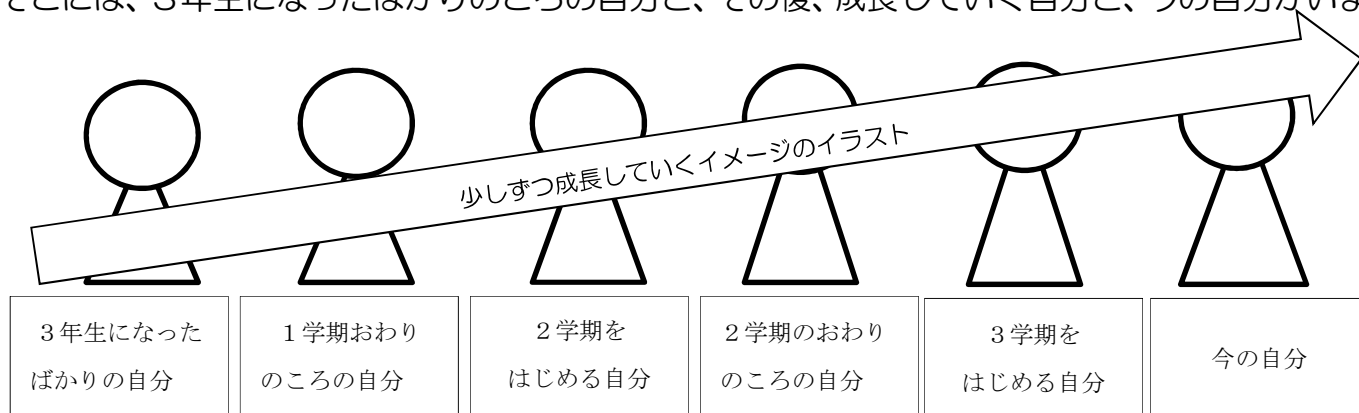 そこには、３年生になったばかりのころの自分と、その後、成長していく自分と、５つの自分がいま
少しずつ成長していくイメージのイラスト
３年生になった
ばかりの自分
１学期おわり
のころの自分
２学期を
はじめる自分
２学期のおわり
のころの自分
３学期を
はじめる自分
今の自分